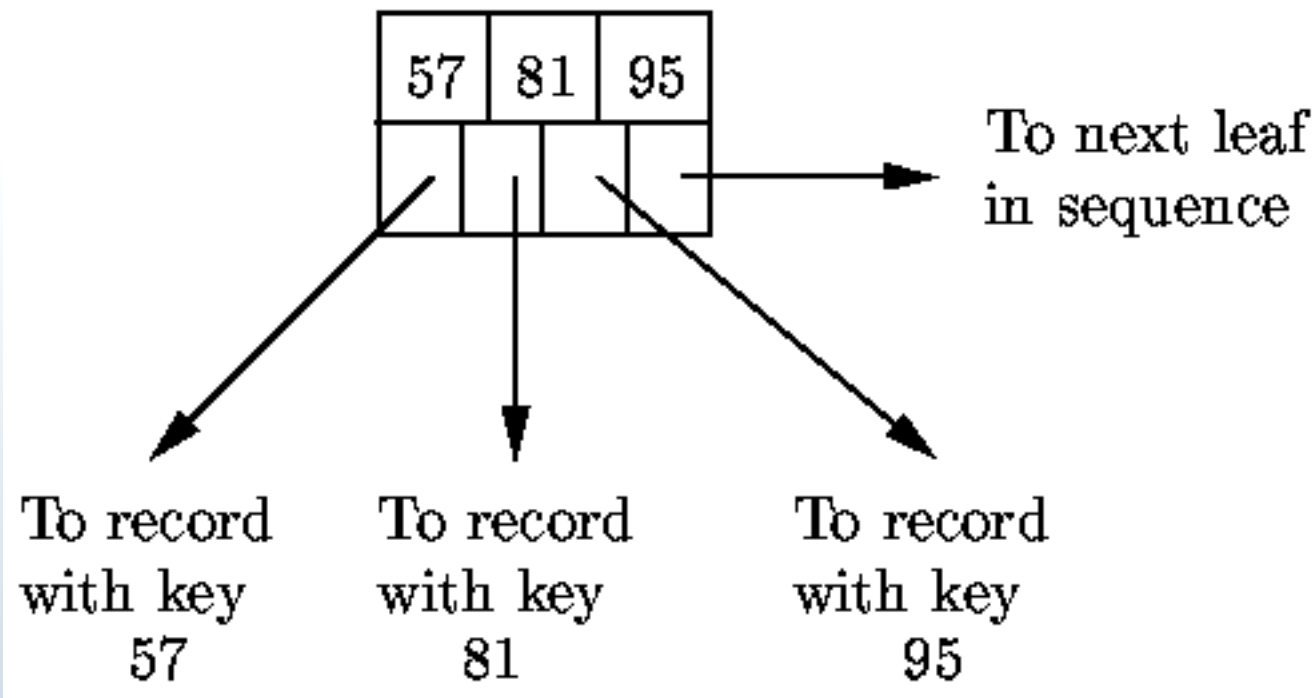 57 81 95
To next leaf
in sequence
To record
with key
57
To record
with key
81
To record
with key
95